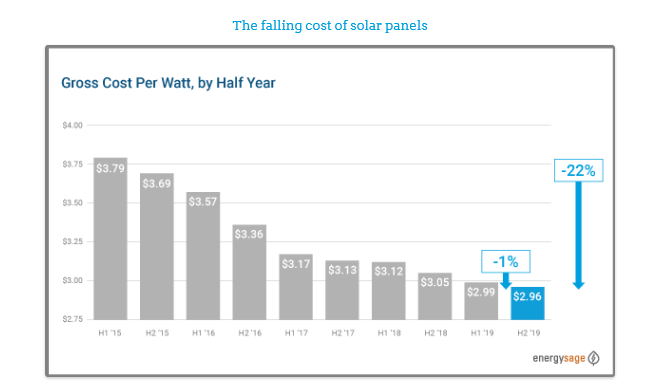 The falling cost of solar panels
Gross Cost Per Watt, by Half Year
$4.00
$3.75
$3.50
$3.25
$3.00
$2.75
$3.79
$3.69
$3.57
$3.36
$3.17
$3.13
$3.12
$3.05
$2.99
$2.96
-1%
-22%
H1 '15
H2 '15
H1 '16
H2 '16
H1 '17
H2 '17
H1 '18
H2 '18
H1 '19
H2 '19
energysage